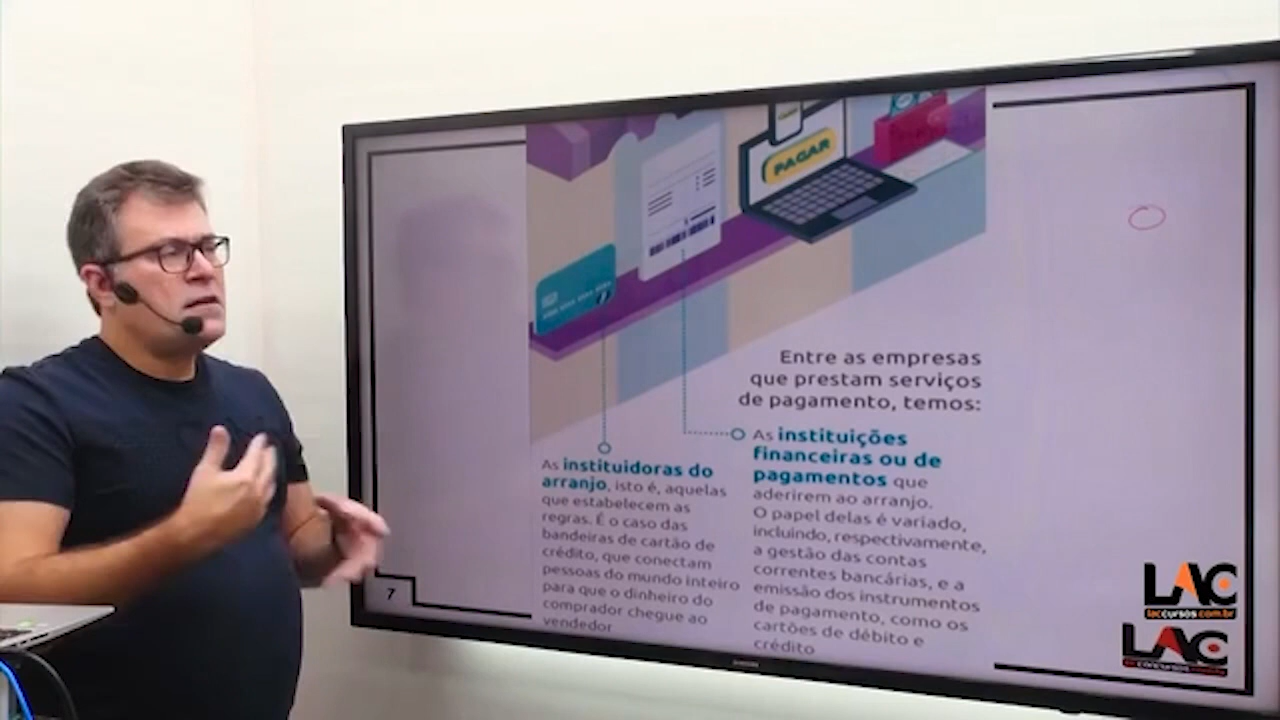 PAGAR
Entre as empresas
que prestam serviços
de pagamento, temos:
As instituidoras do
arranjo, isto é, aquelas
que estabelecem as
regras. É o caso das
bandeiras de cartão de
crédito, que conectam
pessoas do mundo inteiro
para que o dinheiro do
comprador chegue ao
vendedor
As instituições
financeiras ou de
pagamentos que
aderirem ao arranjo.
O papel delas é variado,
incluindo, respectivamente,
a gestão das contas
correntes bancárias, e a
emissão dos instrumentos
de pagamento, como os
cartões de débito e
crédito
7
LAC
laccursos.com.br
LAC
SAMSUNG